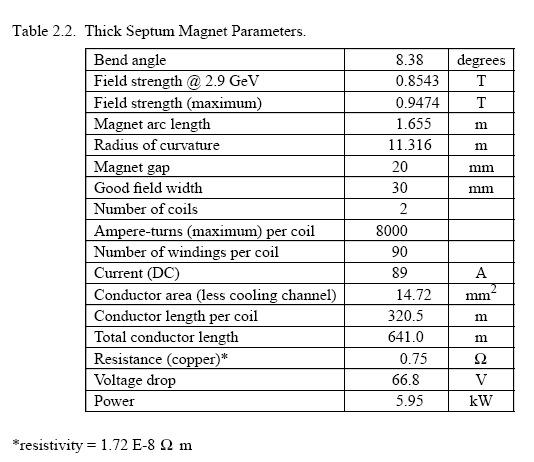 Table 2.2. Thick Septum Magnet Parameters.
Bend angle 8.38 degrees
Field strength @ 2.9 GeV 0.8543 T
Field strength (maximum) 0.9474 T
Magnet arc length 1.655 m
Radius of curvature 11.316 m
Magnet gap 20 mm
Good field width 30 mm
Number of coils 2
Ampere-turns (maximum) per coil 8000
Number of windings per coil 90
Current (DC) 89 A
Conductor area (less cooling channel) 14.72 mm²
Conductor length per coil 320.5 m
Total conductor length 641.0 m
Resistance (copper)* 0.75 Ω
Voltage drop 66.8 V
Power 5.95 kW
*resistivity = 1.72 E-8 Ω m